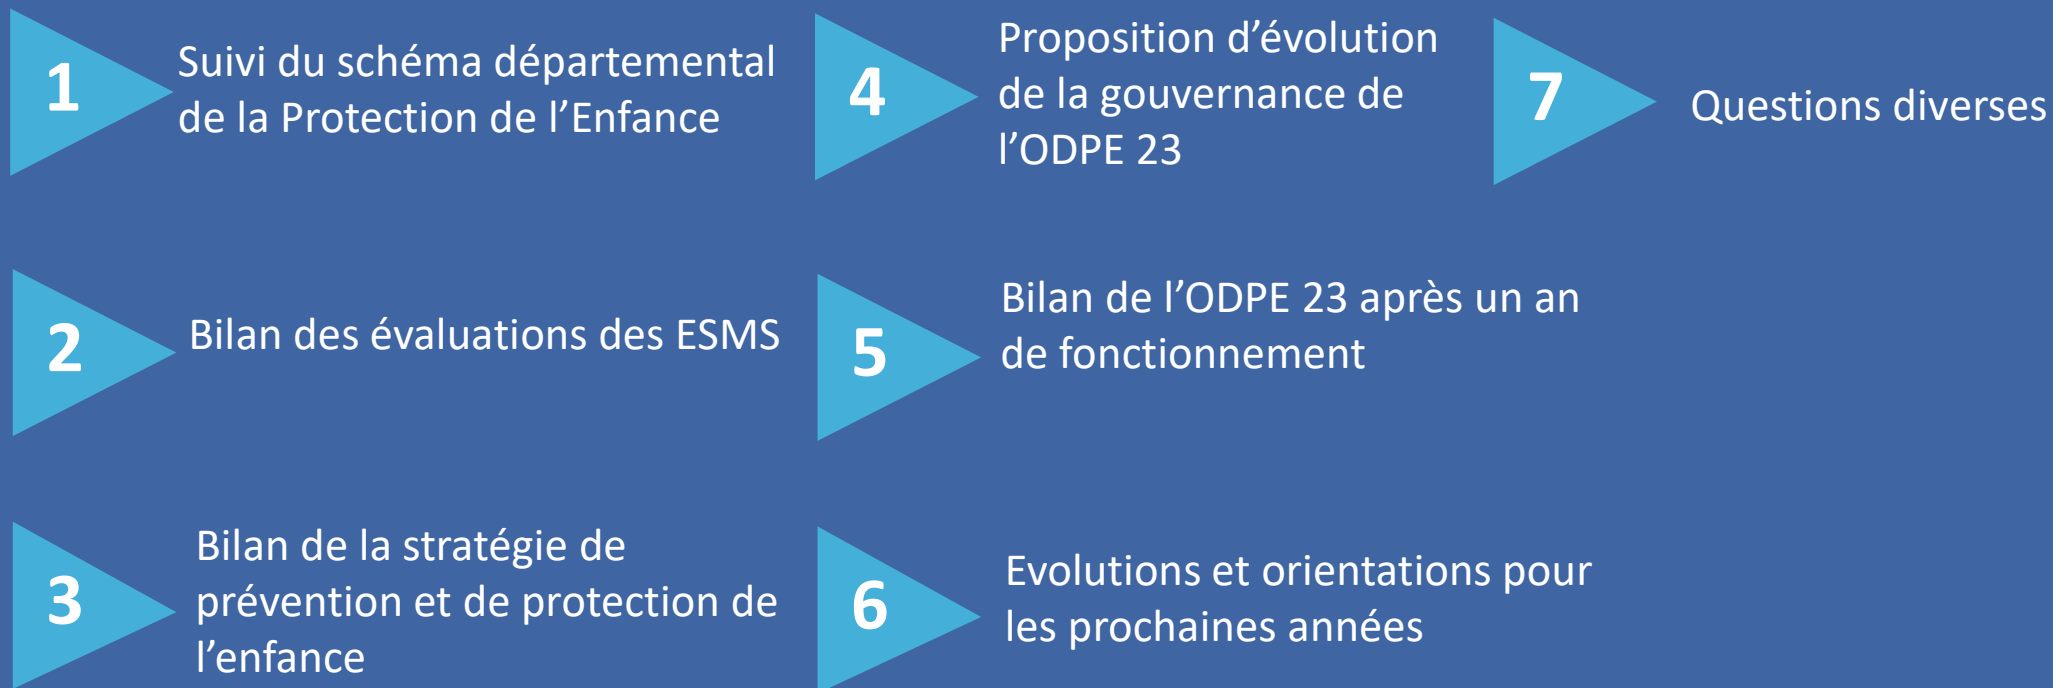 1
Suivi du schéma départemental
de la Protection de l’Enfance
2
Bilan des évaluations des ESMS
3
Bilan de la stratégie de
prévention et de protection de
l’enfance
4
Proposition d’évolution
de la gouvernance de
l’ODPE 23
5
Bilan de l’ODPE 23 après un an
de fonctionnement
6
Evolutions et orientations pour
les prochaines années
7
Questions diverses